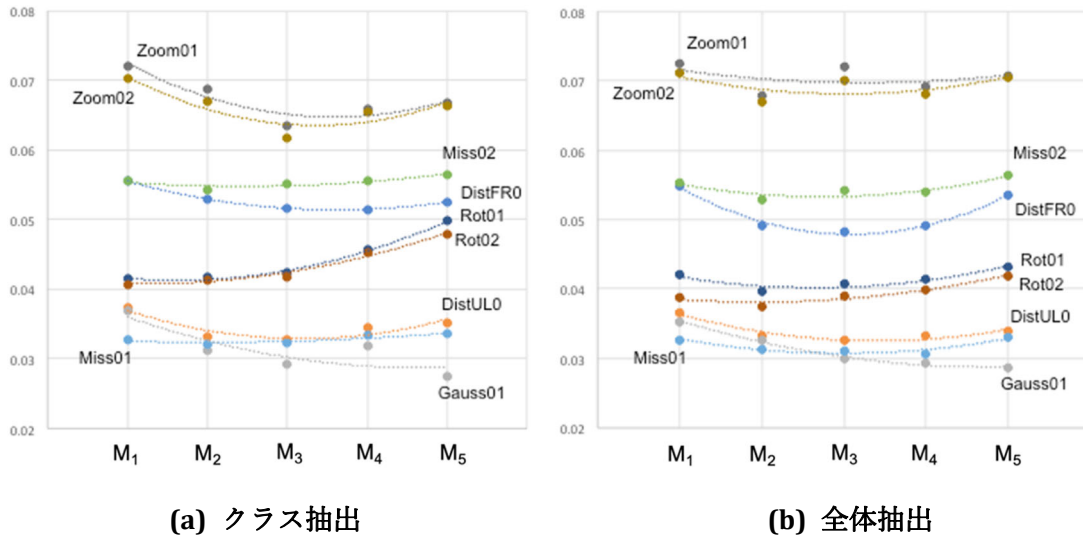 0.08
0.07
0.06
0.05
0.04
0.03
0.02
Zoom01
Zoom02
Miss02
DistFR0
Rot01
Rot02
DistUL0
Miss01
Gauss01
M₁ M₂ M₃ M₄ M₅
(a) クラス抽出
0.08
0.07
0.06
0.05
0.04
0.03
0.02
Zoom01
Zoom02
Miss02
DistFR0
Rot01
Rot02
DistUL0
Miss01
Gauss01
M₁ M₂ M₃ M₄ M₅
(b) 全体抽出